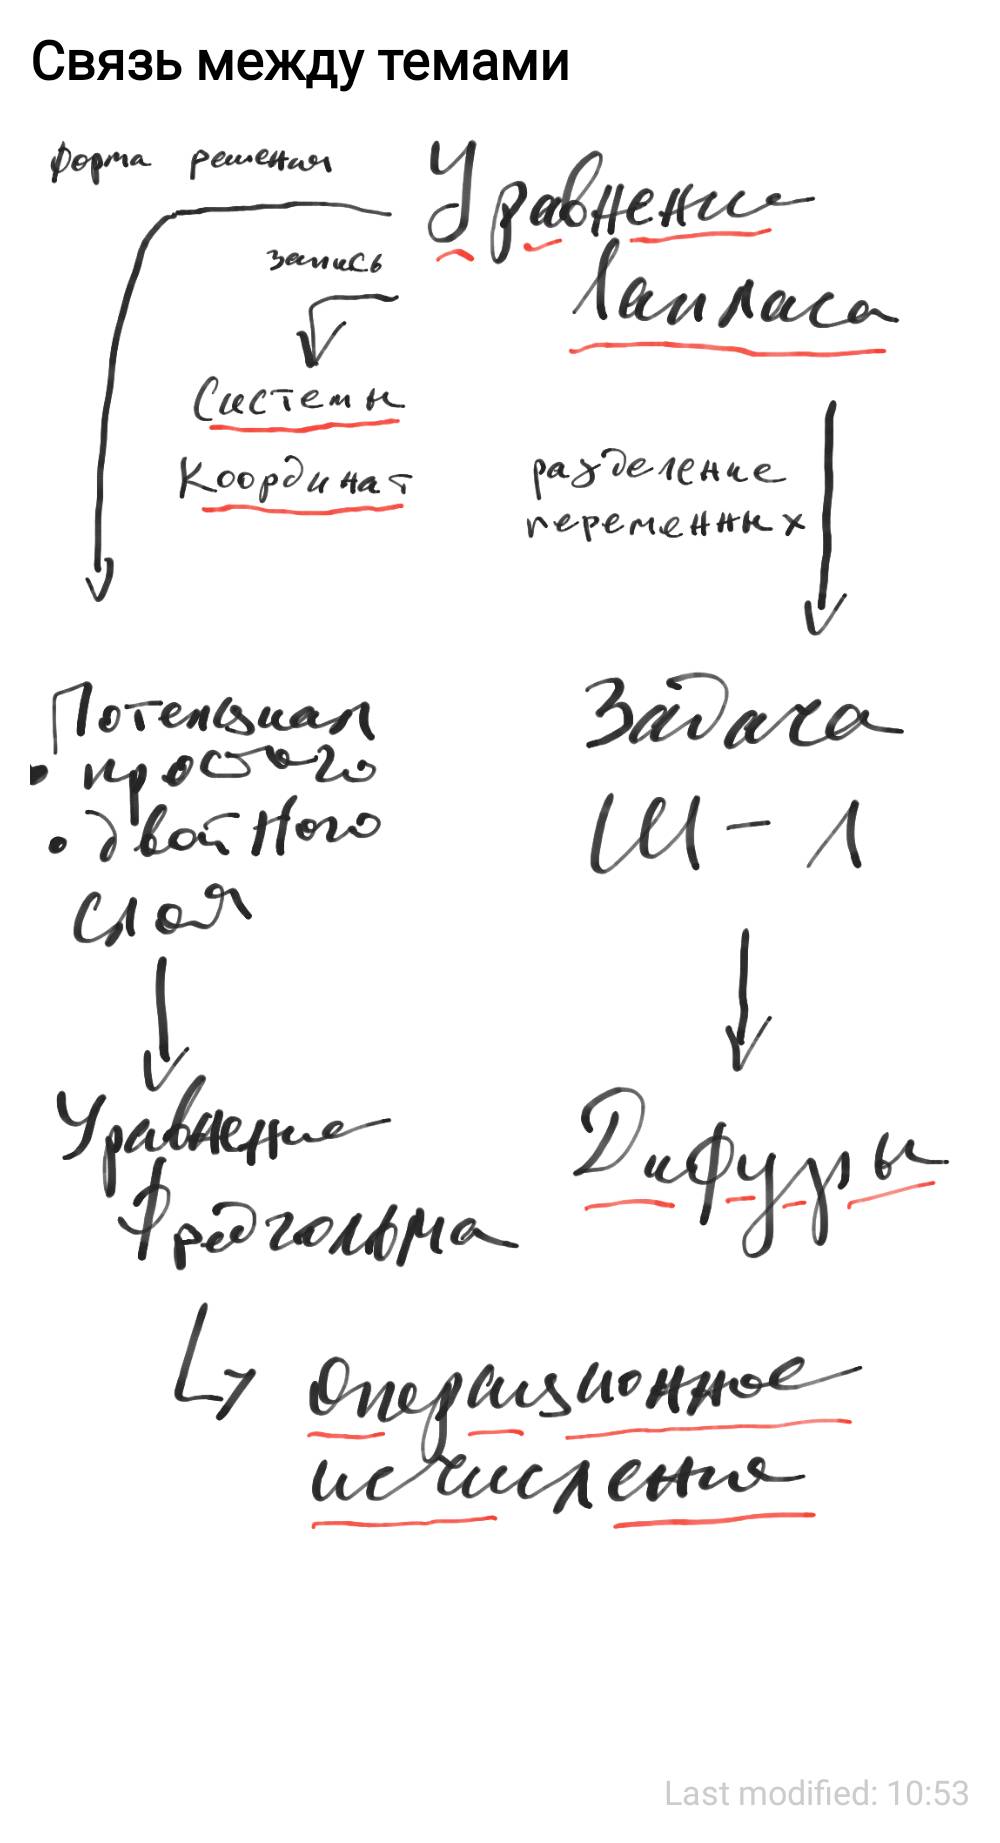 Связь между темами
форма решения
Уравнение
Лапласа
запись
Системы
Координат
разделение
переменных
Потенциал
• простого
• двойного
слоя
Задача
Ш-Л
Уравнение
Фредгольма
Дифуры
Операционное
исчисление
Last modified: 10:53